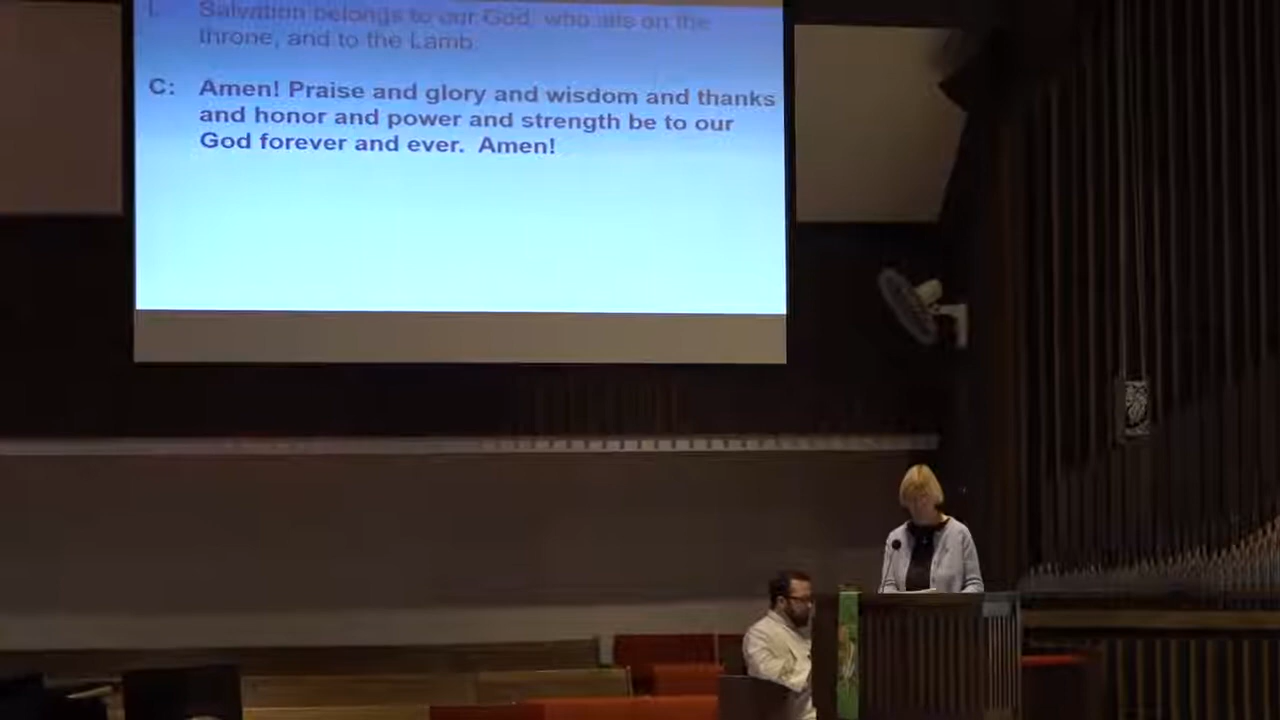 L: Salvation belongs to our God, who sits on the
throne, and to the Lamb.
C: Amen! Praise and glory and wisdom and thanks
and honor and power and strength be to our
God forever and ever. Amen!